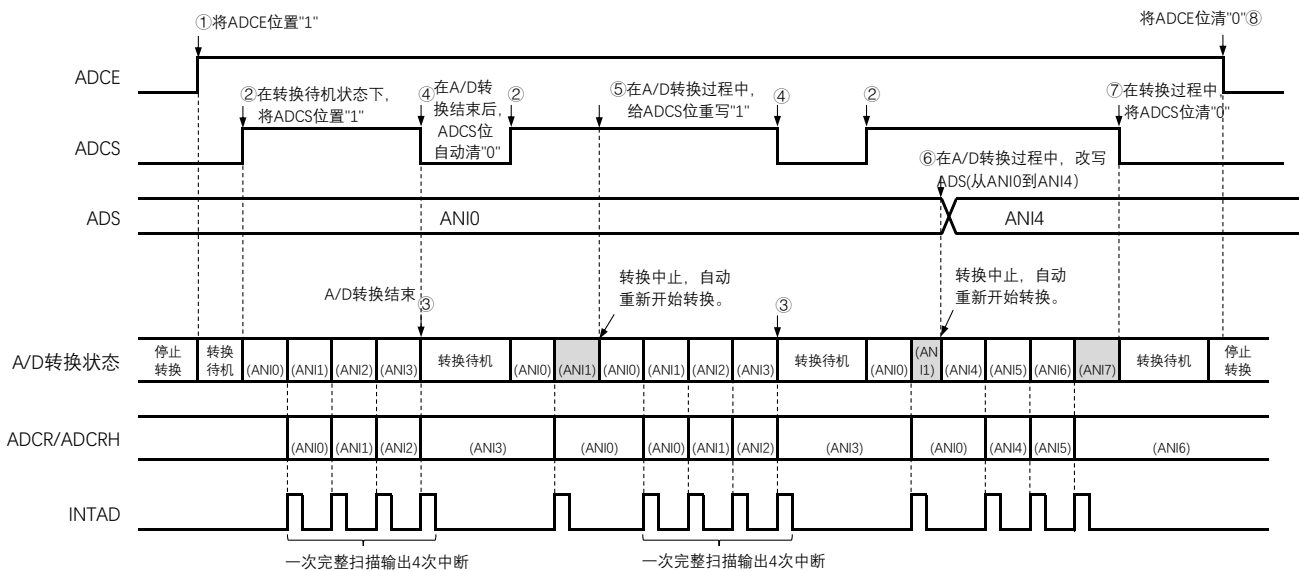 ①将ADCE位置"1"
将ADCE位清"0"⑧
ADCE
②在转换待机状态下，
将ADCS位置"1"
④在A/D转
换结束后，
ADCS位
自动清"0"
②
⑤在A/D转换过程中，
给ADCS位重写"1"
④
②
⑦在转换过程中，
将ADCS位清"0"
ADCS
⑥在A/D转换过程中，改写
ADS(从ANI0到ANI4）
ADS
ANI0
ANI4
A/D转换结束
③
转换中止，自动
重新开始转换。
③
转换中止，自动
重新开始转换。
A/D转换状态
停止
转换
转换
待机
(ANI0)
(ANI1)
(ANI2)
(ANI3)
转换待机
(ANI0)
(ANI1)
(ANI0)
(ANI1)
(ANI2)
(ANI3)
转换待机
(ANI0)
(AN
I1)
(ANI4)
(ANI5)
(ANI6)
(ANI7)
转换待机
停止
转换
ADCR/ADCRH
(ANI0)
(ANI1)
(ANI2)
(ANI3)
(ANI0)
(ANI0)
(ANI1)
(ANI2)
(ANI3)
(ANI0)
(ANI4)
(ANI5)
(ANI6)
INTAD
一次完整扫描输出4次中断
一次完整扫描输出4次中断